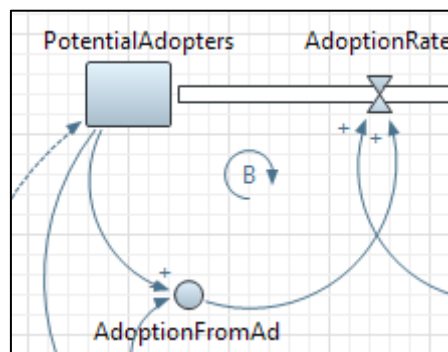 PotentialAdopters
AdoptionRate
+
+
B
+
AdoptionFromAd